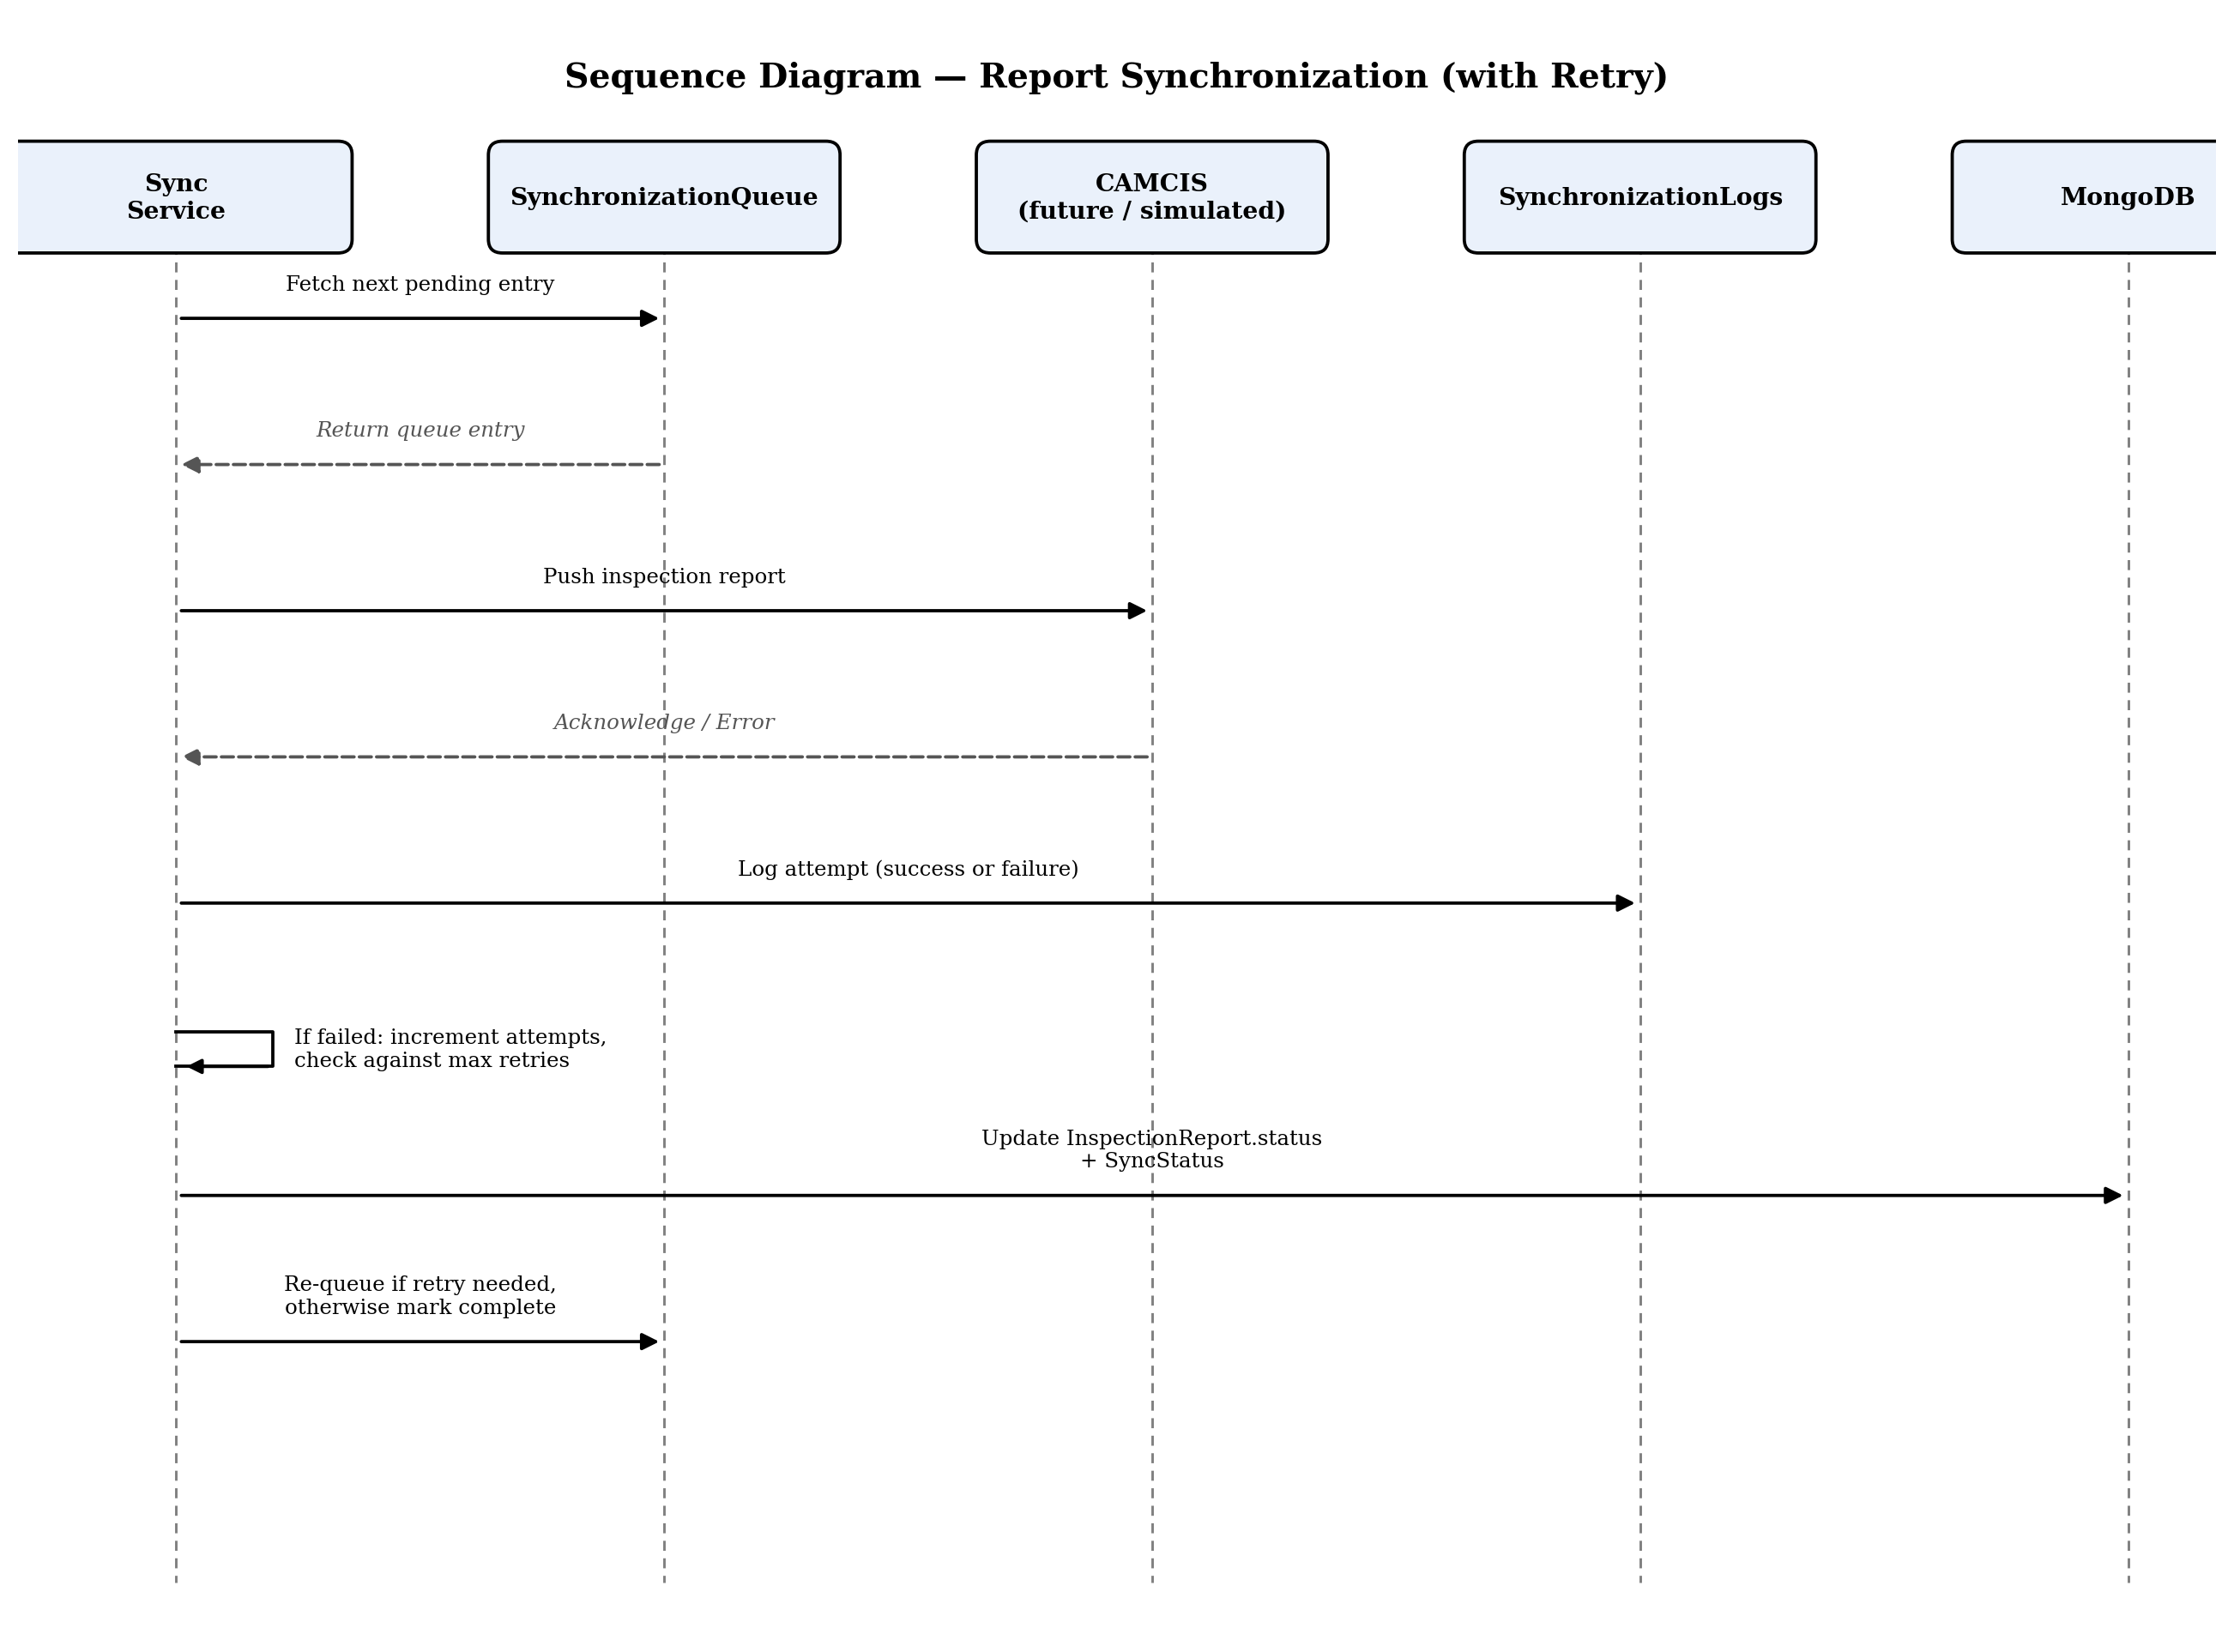 Sequence Diagram — Report Synchronization (with Retry)
Sync
Service
SynchronizationQueue
CAMCIS
(future / simulated)
SynchronizationLogs
MongoDB
Fetch next pending entry
Return queue entry
Push inspection report
Acknowledge / Error
Log attempt (success or failure)
If failed: increment attempts,
check against max retries
Update InspectionReport.status
+ SyncStatus
Re-queue if retry needed,
otherwise mark complete